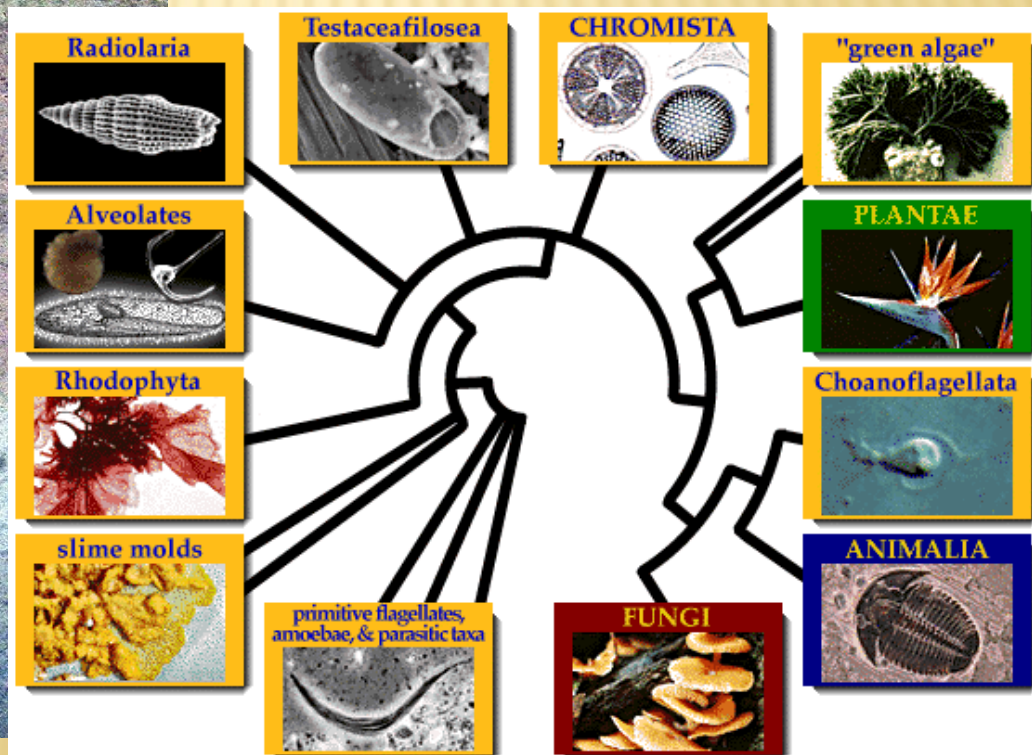 Radiolaria
Testaceafilosea
CHROMISTA
"green algae"
Alveolates
PLANTAE
Rhodophyta
Choanoflagellata
slime molds
primitive flagellates,
amoebae, & parasitic taxa
FUNGI
ANIMALIA